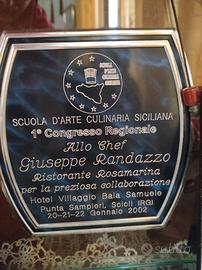 SCUOLA D'ARTE CULINARIA SICILIANA
1° Congresso Regionale
Allo Chef
Giuseppe Randazzo
Ristorante Rosamarina
per la preziosa collaborazione
Hotel Villaggio Baia Samuele
Punta Sampieri, Scicli (RG)
20-21-22 Gennaio 2002